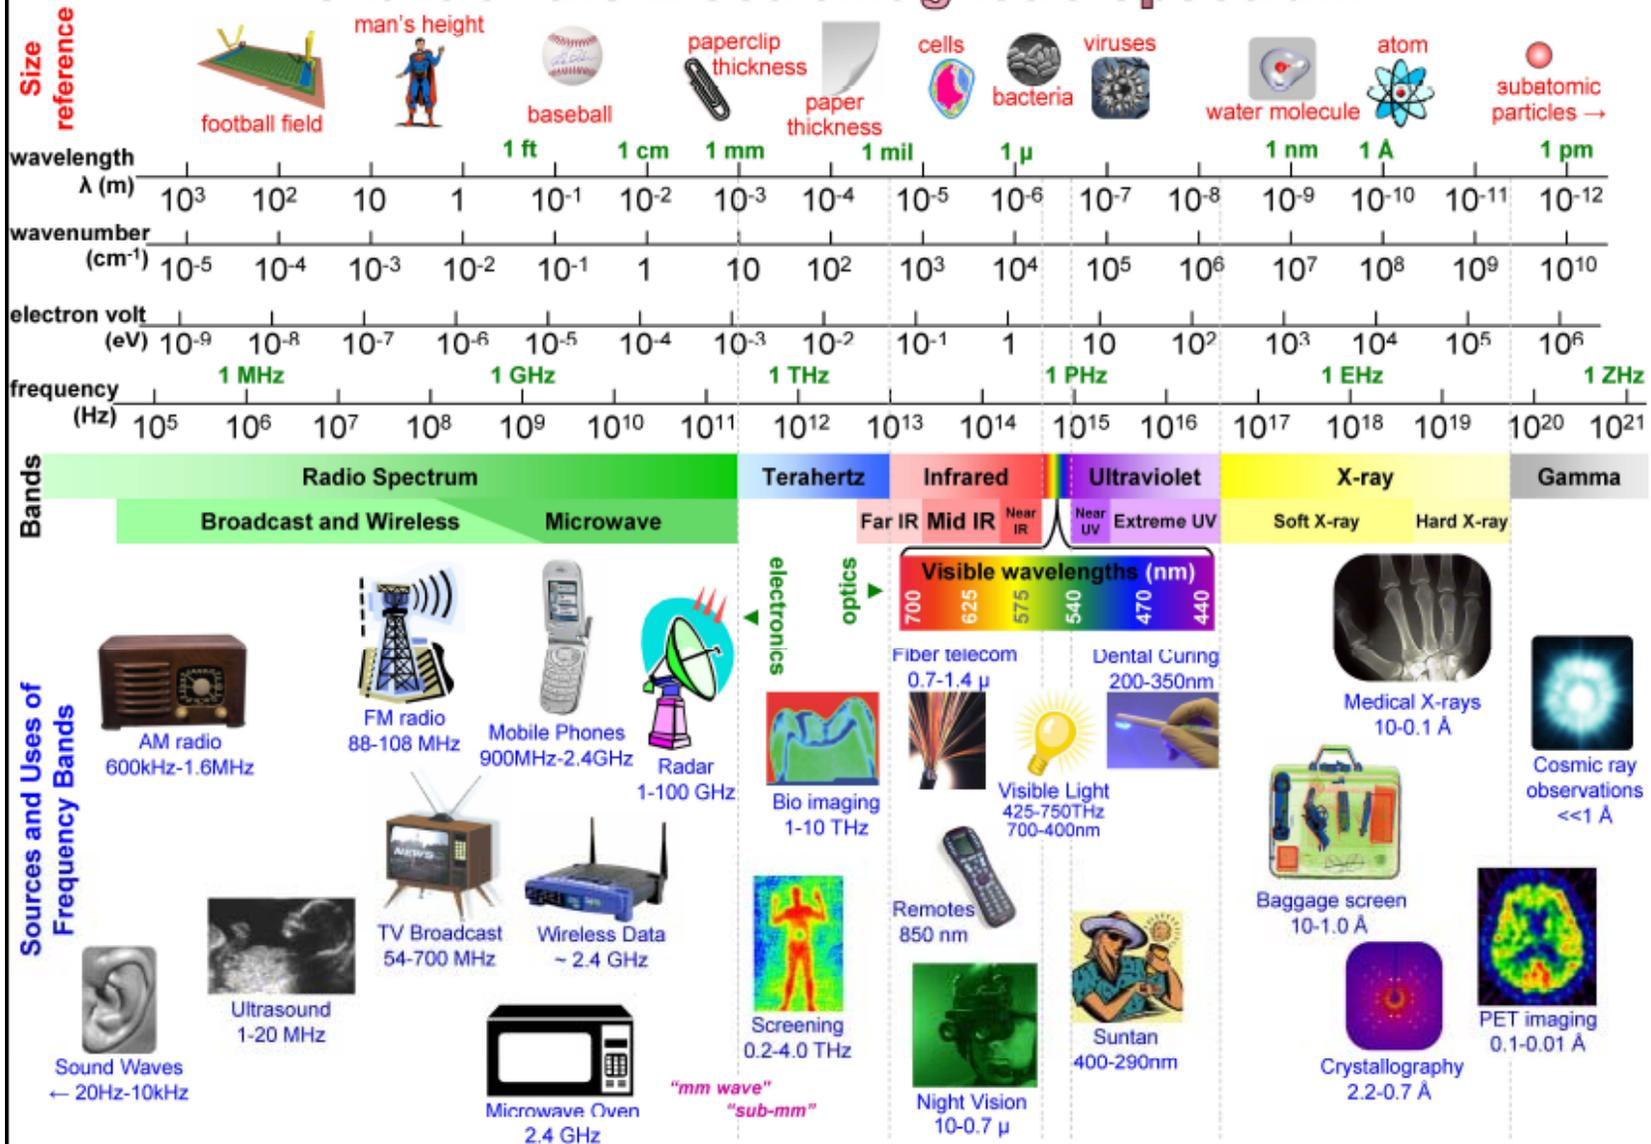 Size
reference
football field
man's height
baseball
paperclip
thickness
paper
thickness
cells
bacteria
viruses
water molecule
atom
subatomic
particles →
1 ft 1 cm 1 mm 1 mil 1 µ 1 nm 1 Å 1 pm
wavelength
λ (m)
10³ 10² 10 1 10⁻¹ 10⁻² 10⁻³ 10⁻⁴ 10⁻⁵ 10⁻⁶ 10⁻⁷ 10⁻⁸ 10⁻⁹ 10⁻¹⁰ 10⁻¹¹ 10⁻¹²
wavenumber
(cm⁻¹)
10⁻⁵ 10⁻⁴ 10⁻³ 10⁻² 10⁻¹ 1 10 10² 10³ 10⁴ 10⁵ 10⁶ 10⁷ 10⁸ 10⁹ 10¹⁰
electron volt
(eV)
10⁻⁹ 10⁻⁸ 10⁻⁷ 10⁻⁶ 10⁻⁵ 10⁻⁴ 10⁻³ 10⁻² 10⁻¹ 1 10 10² 10³ 10⁴ 10⁵ 10⁶
1 MHz 1 GHz 1 THz 1 PHz 1 EHz 1 ZHz
frequency
(Hz)
10⁵ 10⁶ 10⁷ 10⁸ 10⁹ 10¹⁰ 10¹¹ 10¹² 10¹³ 10¹⁴ 10¹⁵ 10¹⁶ 10¹⁷ 10¹⁸ 10¹⁹ 10²⁰ 10²¹
Bands
Radio Spectrum Terahertz Infrared Ultraviolet X-ray Gamma
Broadcast and Wireless Microwave Far IR Mid IR Near
IR
Near
UV
Extreme UV Soft X-ray Hard X-ray
electronics
optics
Visible wavelengths (nm)
700 625 575 540 470 440
Sources and Uses of
Frequency Bands
AM radio
600kHz-1.6MHz
FM radio
88-108 MHz
Mobile Phones
900MHz-2.4GHz
Radar
1-100 GHz
Bio imaging
1-10 THz
Fiber telecom
0.7-1.4 µ
Visible Light
425-750THz
700-400nm
Dental Curing
200-350nm
Medical X-rays
10-0.1 Å
Cosmic ray
observations
<<1 Å
Sound Waves
← 20Hz-10kHz
Ultrasound
1-20 MHz
NEWS
TV Broadcast
54-700 MHz
Wireless Data
~ 2.4 GHz
Microwave Oven
2.4 GHz
"mm wave"
"sub-mm"
Screening
0.2-4.0 THz
Remotes
850 nm
Night Vision
10-0.7 µ
Suntan
400-290nm
Baggage screen
10-1.0 Å
Crystallography
2.2-0.7 Å
PET imaging
0.1-0.01 Å